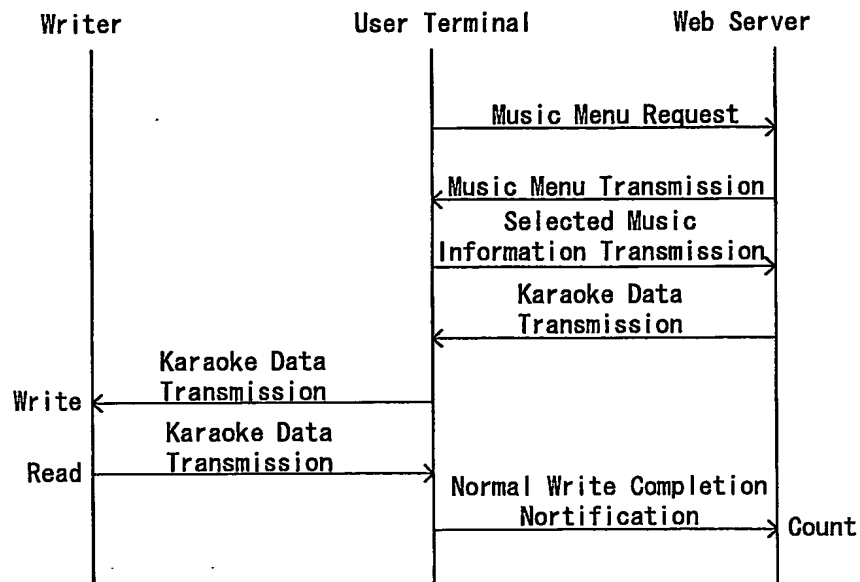 Writer
User Terminal
Web Server
Music Menu Request
Music Menu Transmission
Selected Music
Information Transmission
Karaoke Data
Transmission
Karaoke Data
Transmission
Write
Karaoke Data
Transmission
Read
Normal Write Completion
Nortification
Count